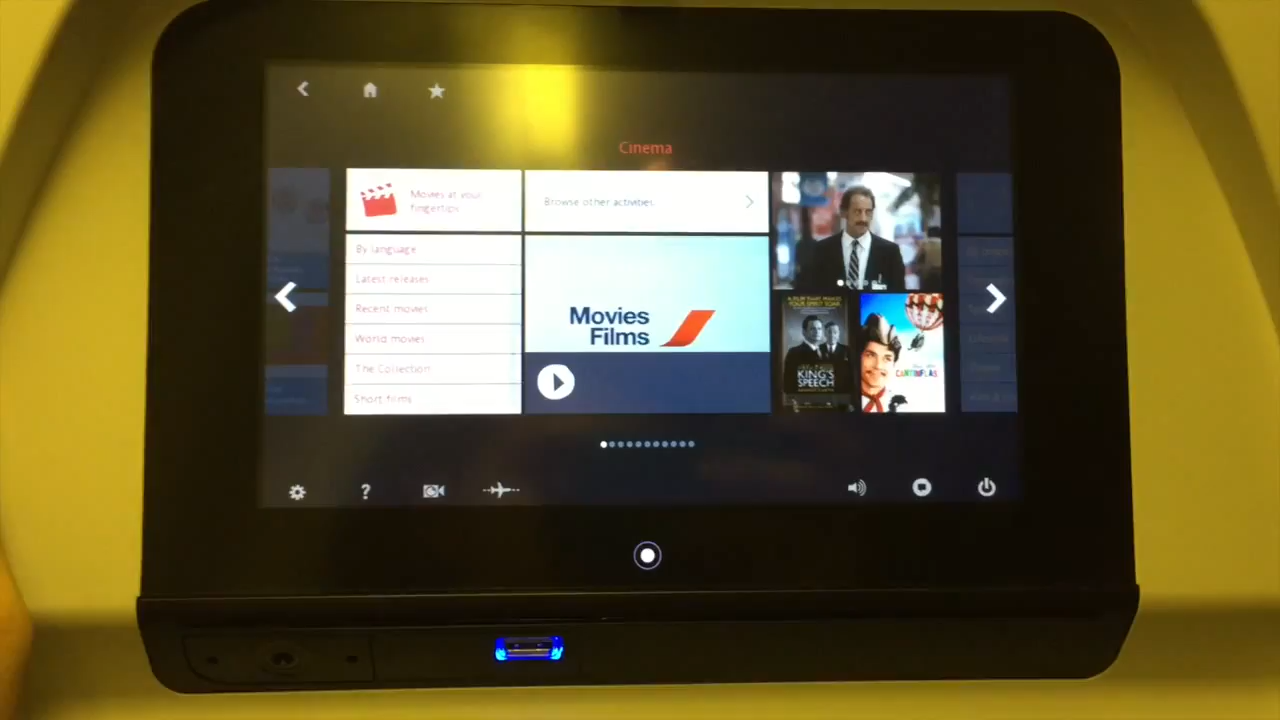 Cinema
Movies at your
fingertips
Browse other activities
By language
Latest releases
Recent movies
World movies
The Collection
Short films
Movies
Films
KING'S
SPEECH
CANTINFLAS